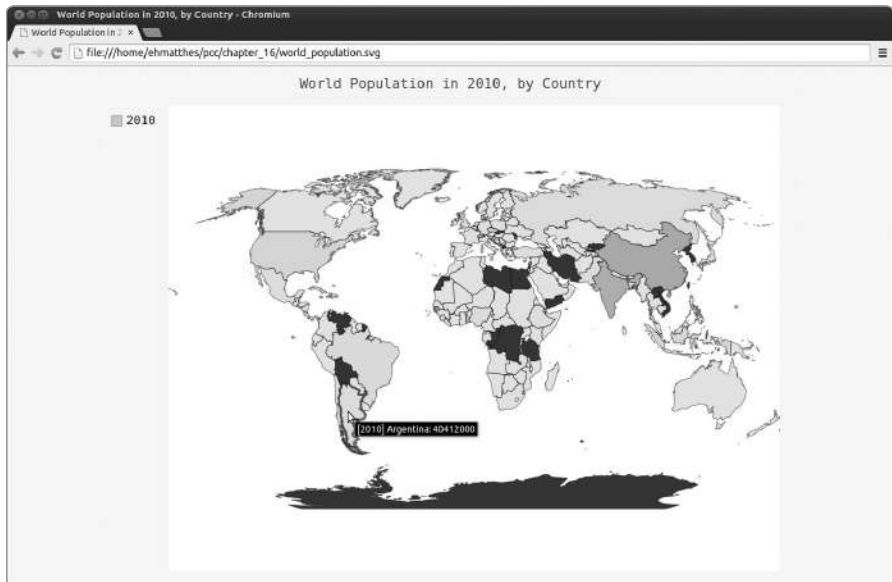 World Population in 2010, by Country - Chromium
World Population in 2
file:///home/ehmatthes/pcc/chapter_16/world_population.svg
World Population in 2010, by Country
2010
[2010] Argentina: 40412000